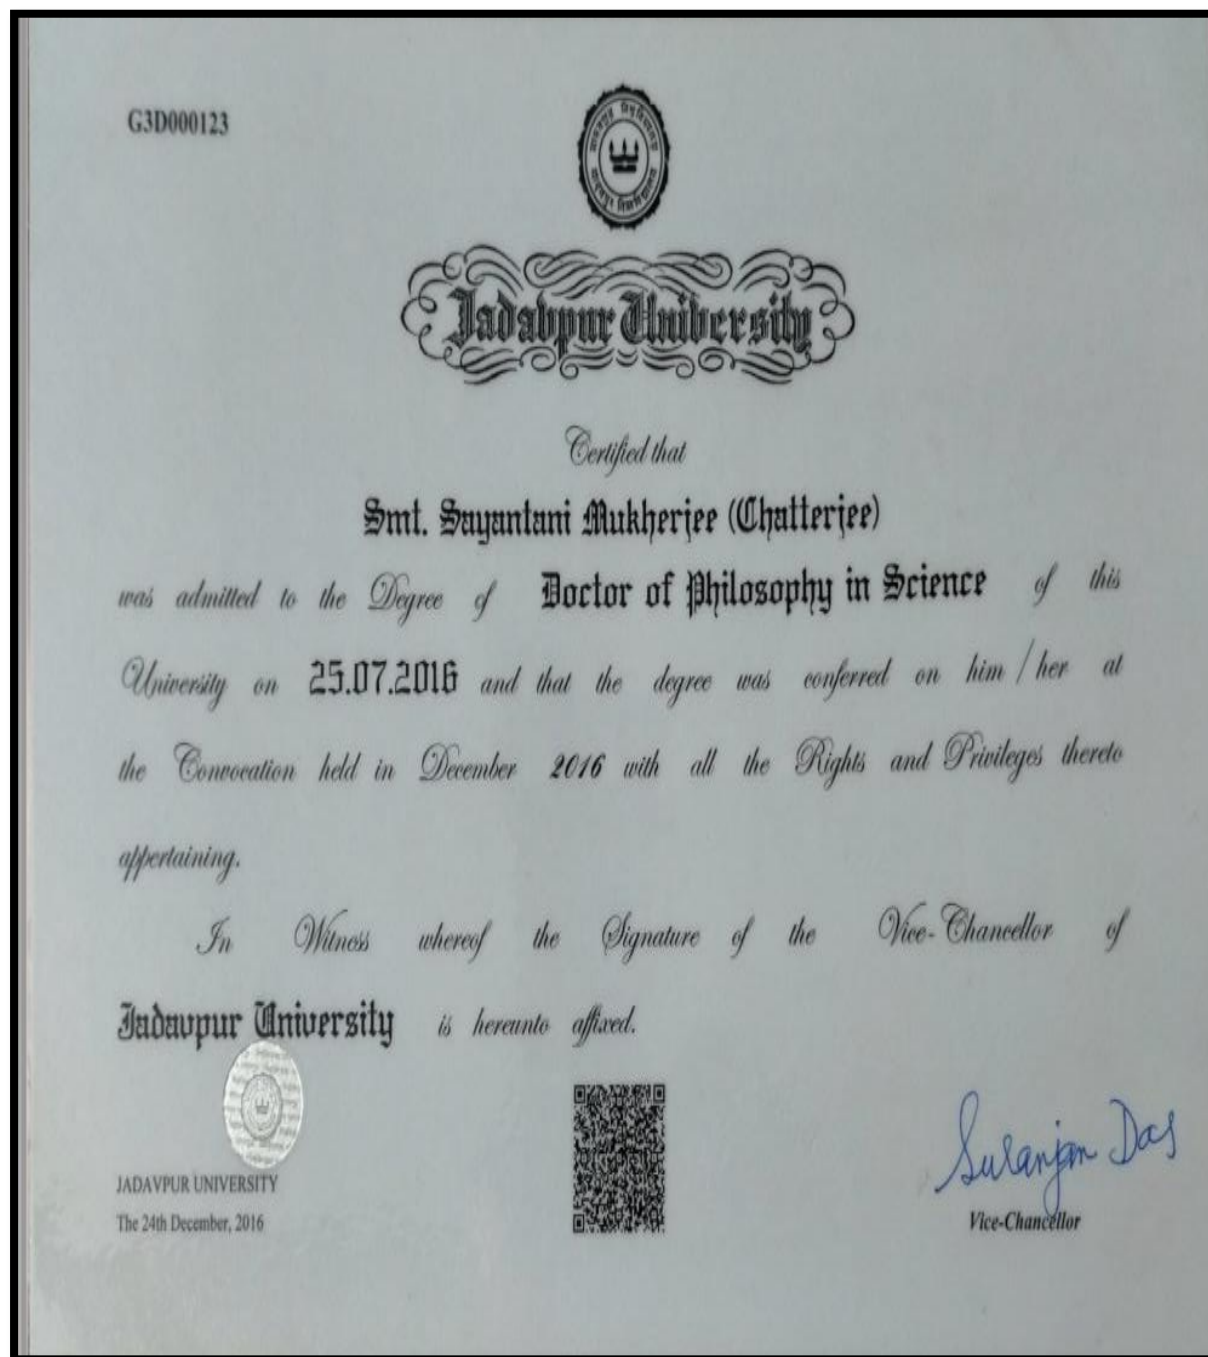 G3D000123
Jadavpur University
Certified that
Smt. Sayantani Mukherjee (Chatterjee)
was admitted to the Degree of Doctor of Philosophy in Science of this
University on 25.07.2016 and that the degree was conferred on him / her at
the Convocation held in December 2016 with all the Rights and Privileges thereto
appertaining.
In Witness whereof the Signature of the Vice-Chancellor of
Jadavpur University is hereunto affixed.
Suranjan Das
JADAVPUR UNIVERSITY
The 24th December, 2016
Vice-Chancellor